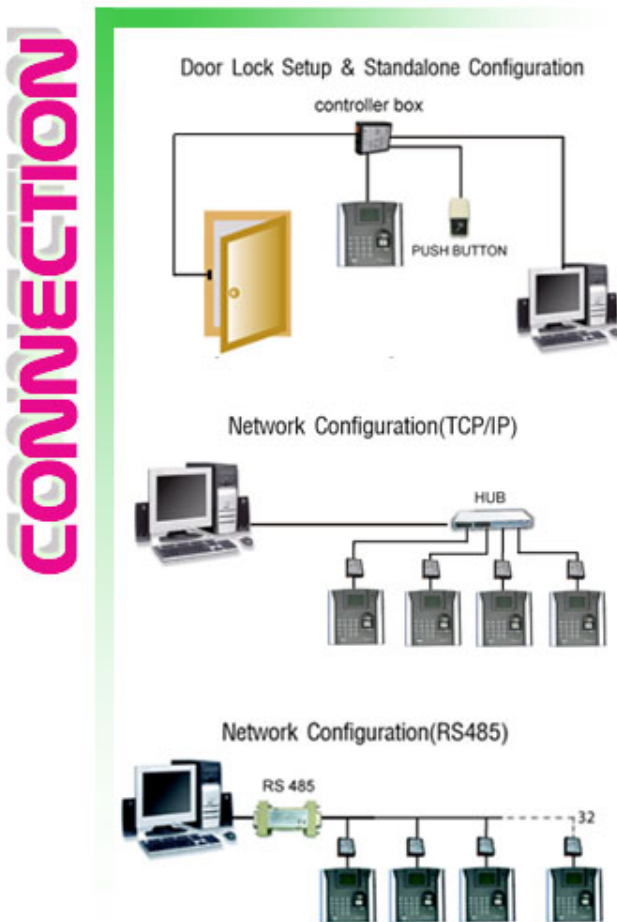 CONNECTION
Door Lock Setup & Standalone Configuration
controller box
PUSH BUTTON
Network Configuration(TCP/IP)
HUB
Network Configuration(RS485)
RS 485
32